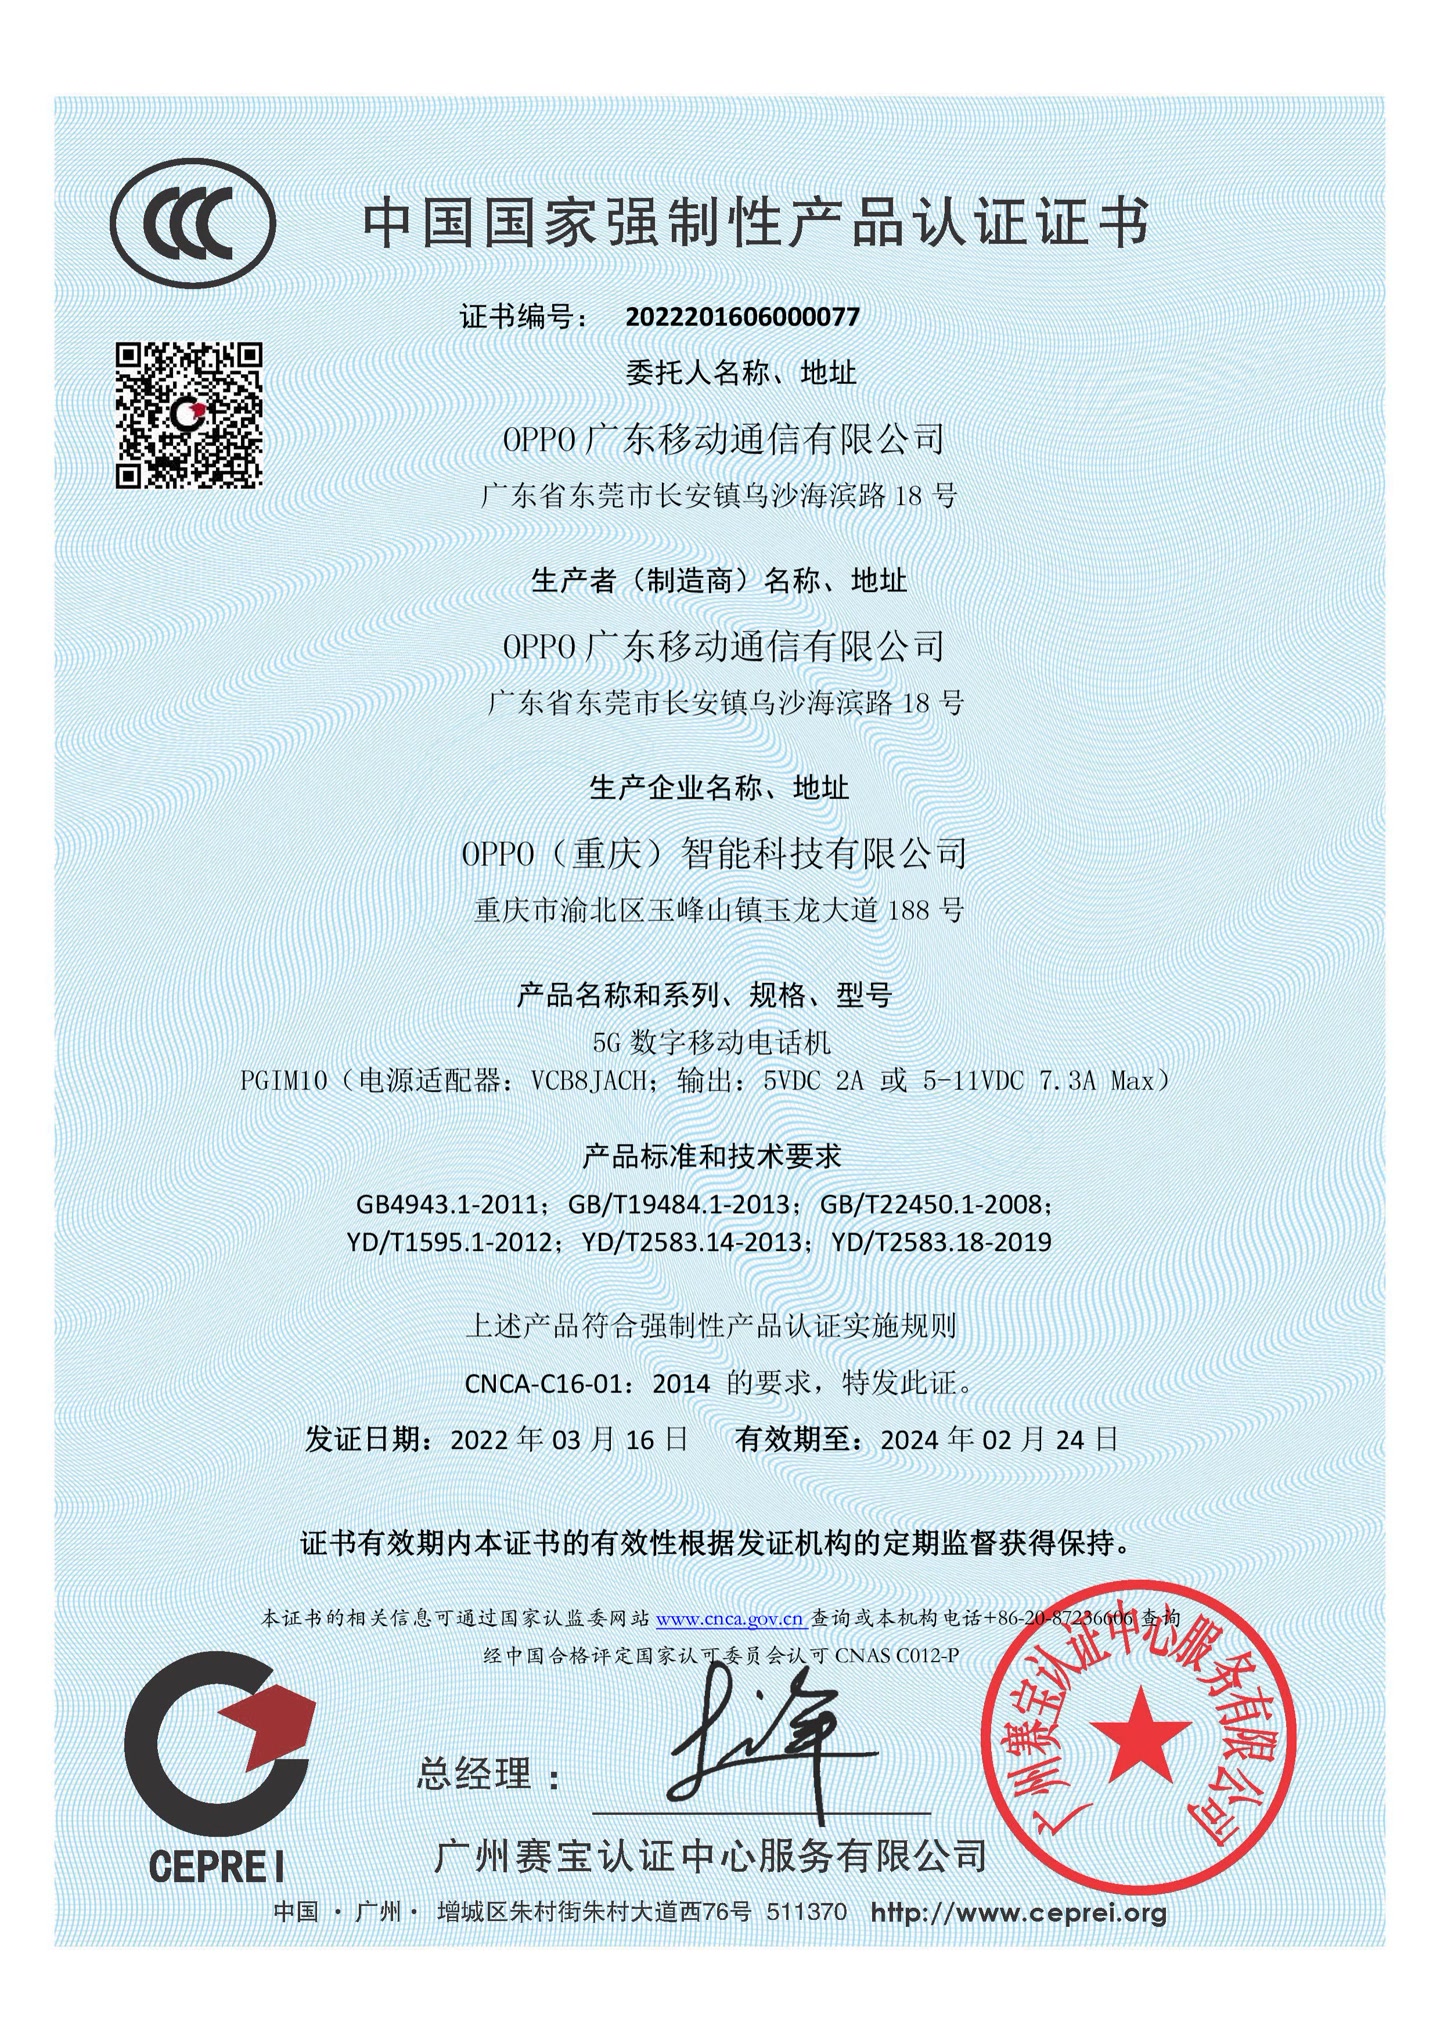 中国国家强制性产品认证证书
证书编号： 2022201606000077
委托人名称、地址
OPPO 广东移动通信有限公司
广东省东莞市长安镇乌沙海滨路 18 号
生产者（制造商）名称、地址
OPPO 广东移动通信有限公司
广东省东莞市长安镇乌沙海滨路 18 号
生产企业名称、地址
OPPO（重庆）智能科技有限公司
重庆市渝北区玉峰山镇玉龙大道 188 号
产品名称和系列、规格、型号
5G 数字移动电话机
PGIM10（电源适配器：VCB8JACH；输出：5VDC 2A 或 5-11VDC 7.3A Max）
产品标准和技术要求
GB4943.1-2011；GB/T19484.1-2013；GB/T22450.1-2008；
YD/T1595.1-2012；YD/T2583.14-2013；YD/T2583.18-2019
上述产品符合强制性产品认证实施规则
CNCA-C16-01：2014 的要求，特发此证。
发证日期：2022 年 03 月 16 日 有效期至：2024 年 02 月 24 日
证书有效期内本证书的有效性根据发证机构的定期监督获得保持。
本证书的相关信息可通过国家认监委网站 www.cnca.gov.cn 查询或本机构电话+86-20-87236606 查询
经中国合格评定国家认可委员会认可 CNAS C012-P
广州赛宝认证中心服务有限公司
总经理：
CEPREI
广州赛宝认证中心服务有限公司
中国 · 广州 · 增城区朱村街朱村大道西76号 511370 http://www.ceprei.org